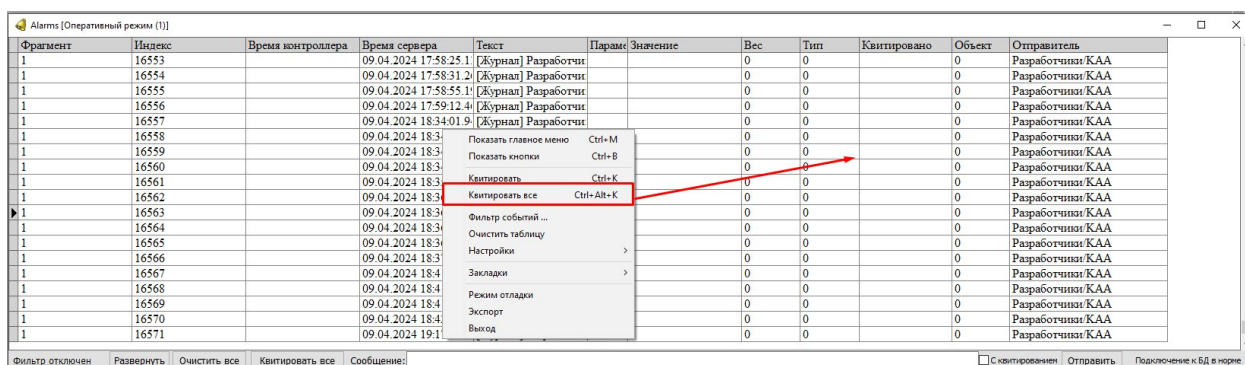 Alarms [Оперативный режим (1)]
Фрагмент Индекс Время контроллера Время сервера Текст Параме Значение Вес Тип Квитировано Объект Отправитель
1 16553 09.04.2024 17:58:25.1 [Журнал] Разработчи 0 0 0 Разработчики/КАА
1 16554 09.04.2024 17:58:31.2 [Журнал] Разработчи 0 0 0 Разработчики/КАА
1 16555 09.04.2024 17:58:55.1 [Журнал] Разработчи 0 0 0 Разработчики/КАА
1 16556 09.04.2024 17:59:12.4 [Журнал] Разработчи 0 0 0 Разработчики/КАА
1 16557 09.04.2024 18:34:01.9 [Журнал] Разработчи 0 0 0 Разработчики/КАА
1 16558 09.04.2024 18:3 0 0 0 Разработчики/КАА
Показать главное меню Ctrl+M
1 16559 09.04.2024 18:3 0 0 0 Разработчики/КАА
Показать кнопки Ctrl+B
1 16560 09.04.2024 18:3 0 0 0 Разработчики/КАА
Квитировать Ctrl+K
1 16561 09.04.2024 18:3 0 0 0 Разработчики/КАА
Квитировать все Ctrl+Alt+K
1 16562 09.04.2024 18:3 0 0 0 Разработчики/КАА
1 16563 09.04.2024 18:3 0 0 0 Разработчики/КАА
Фильтр событий ...
1 16564 09.04.2024 18:3 0 0 0 Разработчики/КАА
Очистить таблицу
1 16565 09.04.2024 18:3 0 0 0 Разработчики/КАА
Настройки
1 16566 09.04.2024 18:3 0 0 0 Разработчики/КАА
Закладки
1 16567 09.04.2024 18:4 0 0 0 Разработчики/КАА
1 16568 09.04.2024 18:4 0 0 0 Разработчики/КАА
Режим отладки
1 16569 09.04.2024 18:4 0 0 0 Разработчики/КАА
Экспорт
1 16570 09.04.2024 18:4 0 0 0 Разработчики/КАА
Выход
1 16571 09.04.2024 19:1 0 0 0 Разработчики/КАА
Фильтр отключен Развернуть Очистить все Квитировать все Сообщение: С квитированием Отправить Подключение к БД в норме